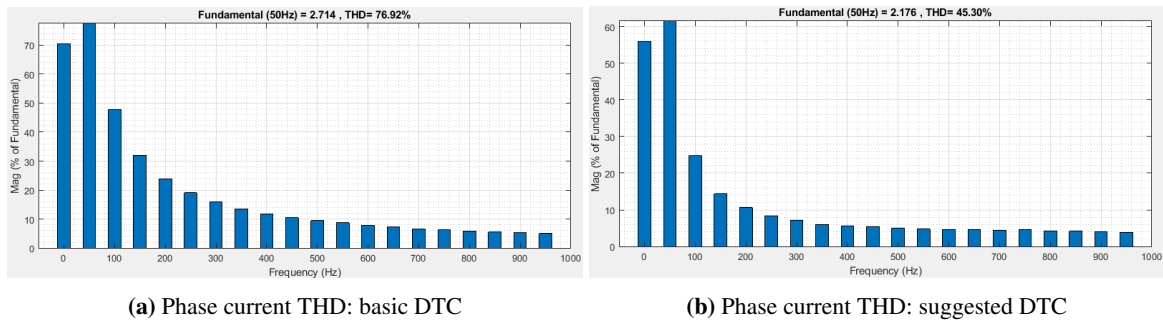 Fundamental (50Hz) = 2.714 , THD= 76.92%
Mag (% of Fundamental)
70
60
50
40
30
20
10
0
0 100 200 300 400 500 600 700 800 900 1000
Frequency (Hz)
(a) Phase current THD: basic DTC
Fundamental (50Hz) = 2.176 , THD= 45.30%
Mag (% of Fundamental)
60
50
40
30
20
10
0
0 100 200 300 400 500 600 700 800 900 1000
Frequency (Hz)
(b) Phase current THD: suggested DTC